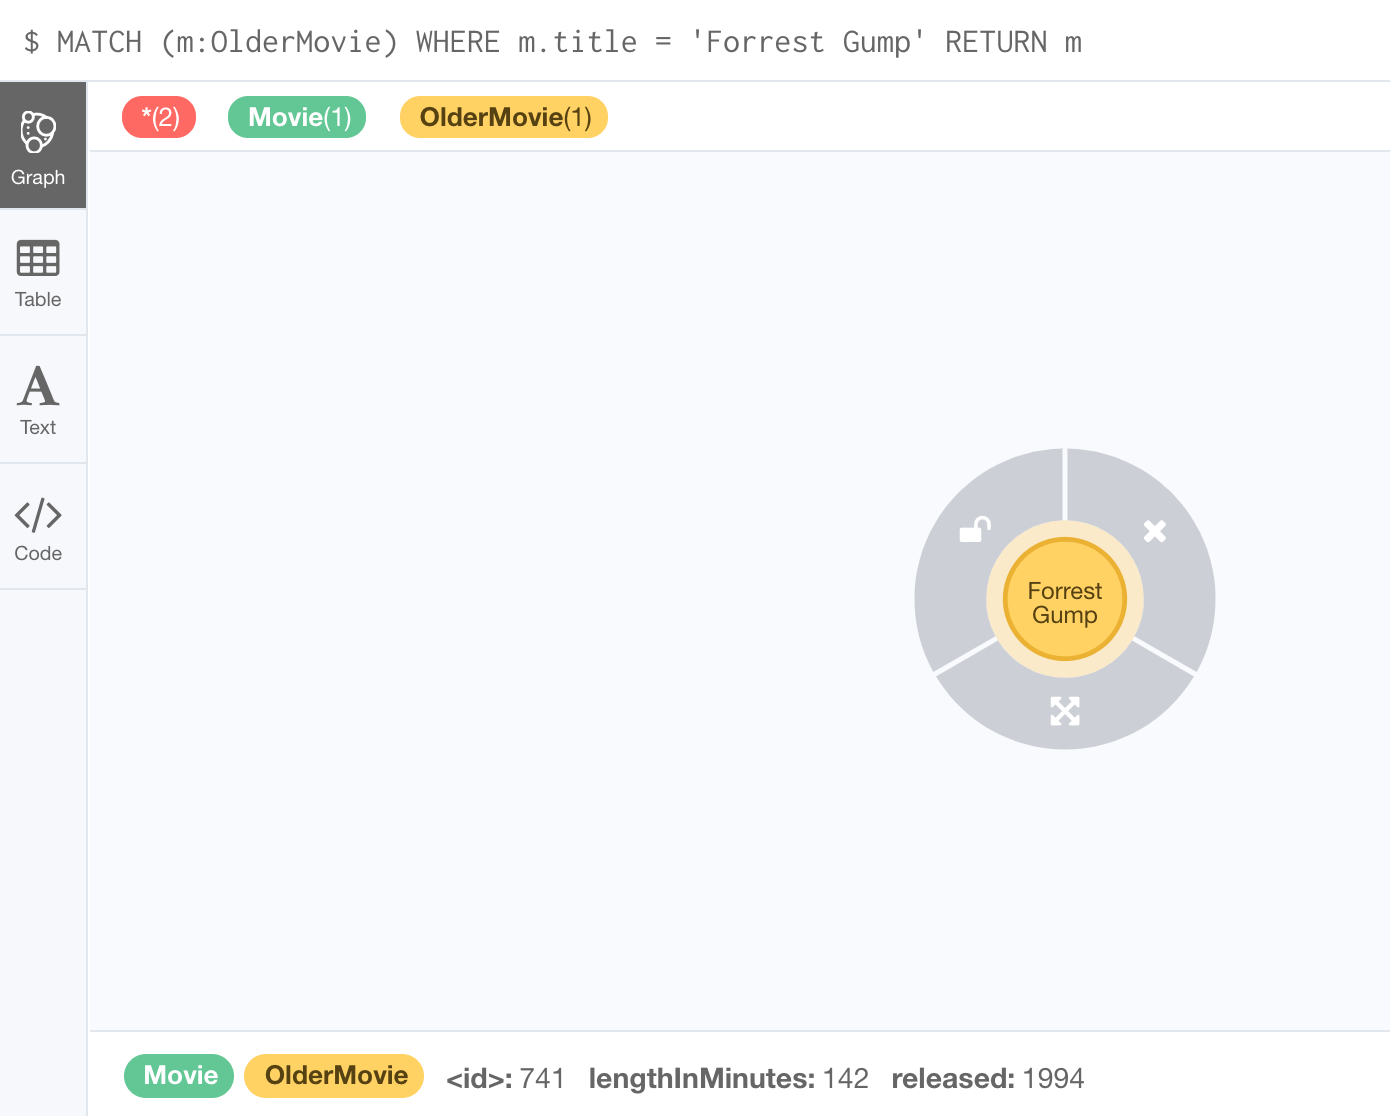 $ MATCH (m:OlderMovie) WHERE m.title = 'Forrest Gump' RETURN m
*(2) Movie(1) OlderMovie(1)
Graph
Table
A
Text
</>
Code
Forrest
Gump
Movie OlderMovie <id>: 741 lengthInMinutes: 142 released: 1994